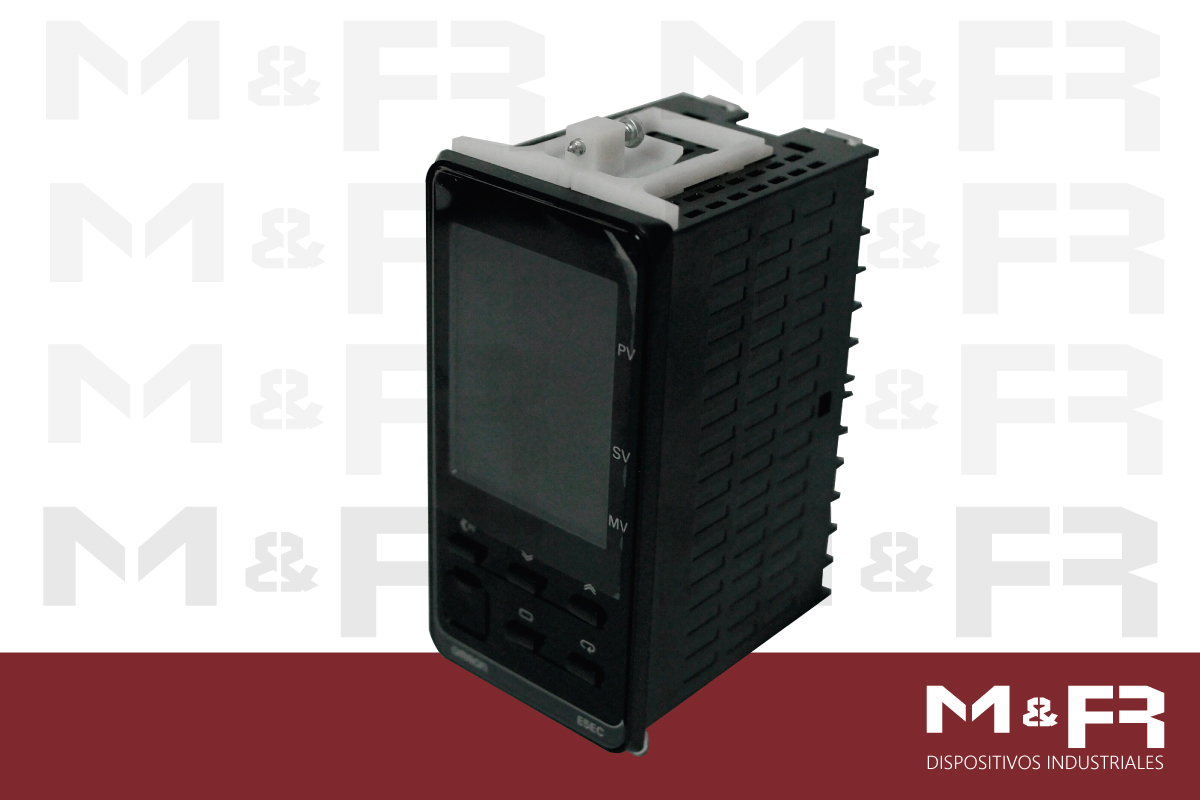 M & FR M & FR
M & FR M & FR
M & FR M & FR
M & FR M & FR
PV
SV
MV
OMRON
E5EC
M & FR
DISPOSITIVOS INDUSTRIALES